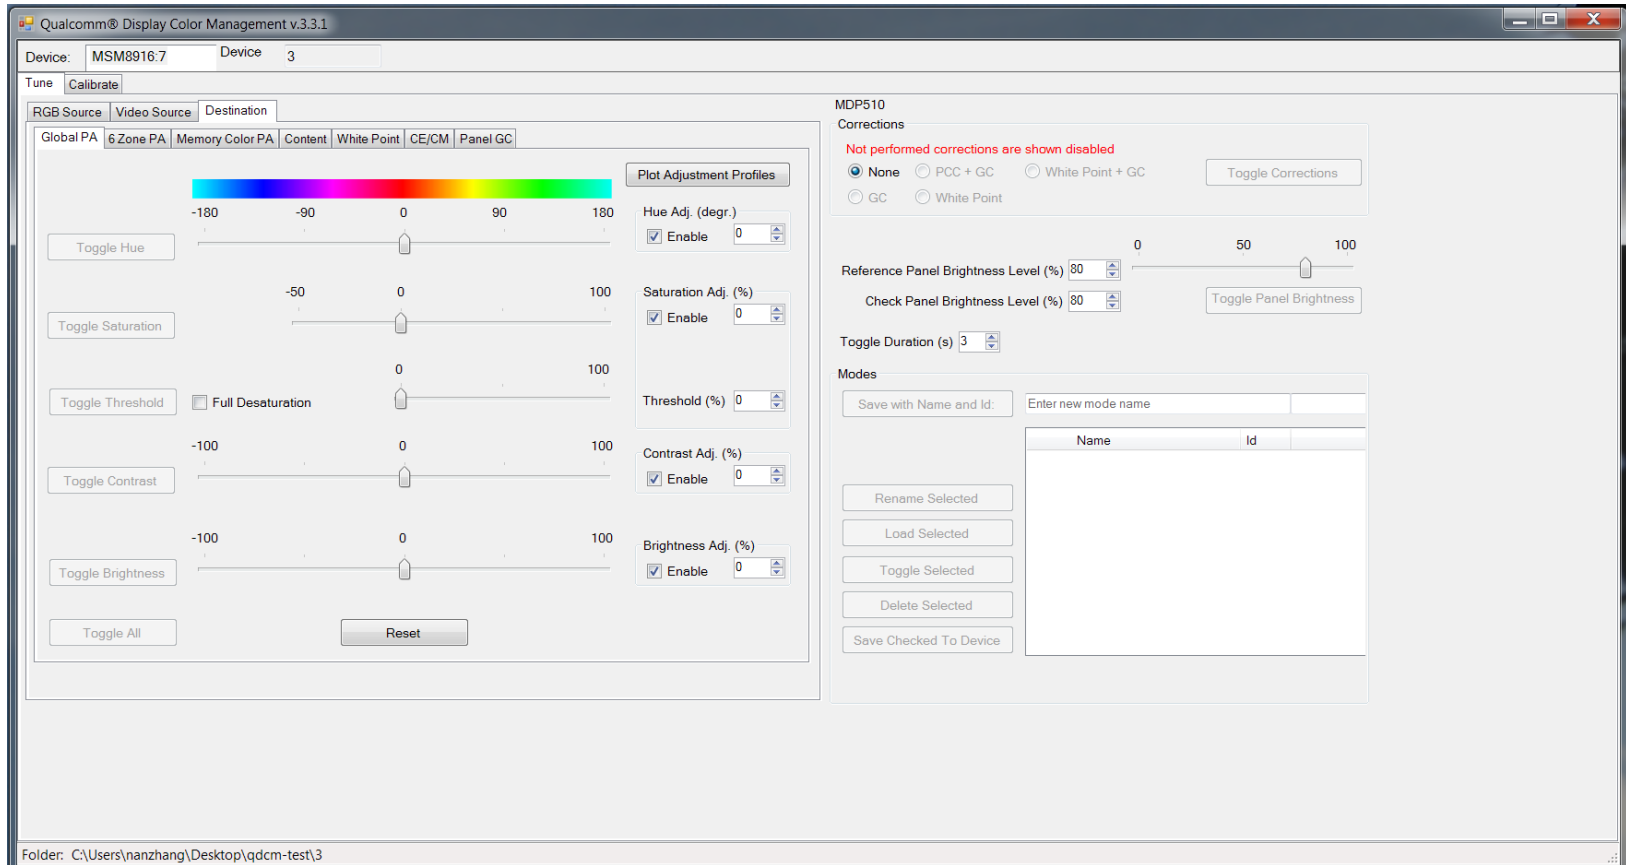 Qualcomm® Display Color Management v.3.3.1
X
Device: MSM8916:7 Device 3
Tune Calibrate
RGB Source Video Source Destination
Global PA 6 Zone PA Memory Color PA Content White Point CE/CM Panel GC
Plot Adjustment Profiles
-180 -90 0 90 180
Hue Adj. (degr.)
Toggle Hue
Enable 0
-50 0 100
Saturation Adj. (%)
Toggle Saturation
Enable 0
0 100
Toggle Threshold
Full Desaturation
Threshold (%) 0
-100 0 100
Contrast Adj. (%)
Toggle Contrast
Enable 0
-100 0 100
Brightness Adj. (%)
Toggle Brightness
Enable 0
Toggle All
Reset
MDP510
Corrections
Not performed corrections are shown disabled
None PCC + GC White Point + GC
Toggle Corrections
GC White Point
0 50 100
Reference Panel Brightness Level (%) 80
Check Panel Brightness Level (%) 80
Toggle Panel Brightness
Toggle Duration (s) 3
Modes
Save with Name and Id: Enter new mode name
Name Id
Rename Selected
Load Selected
Toggle Selected
Delete Selected
Save Checked To Device
Folder: C:\Users\nanzhang\Desktop\qdcm-test\3